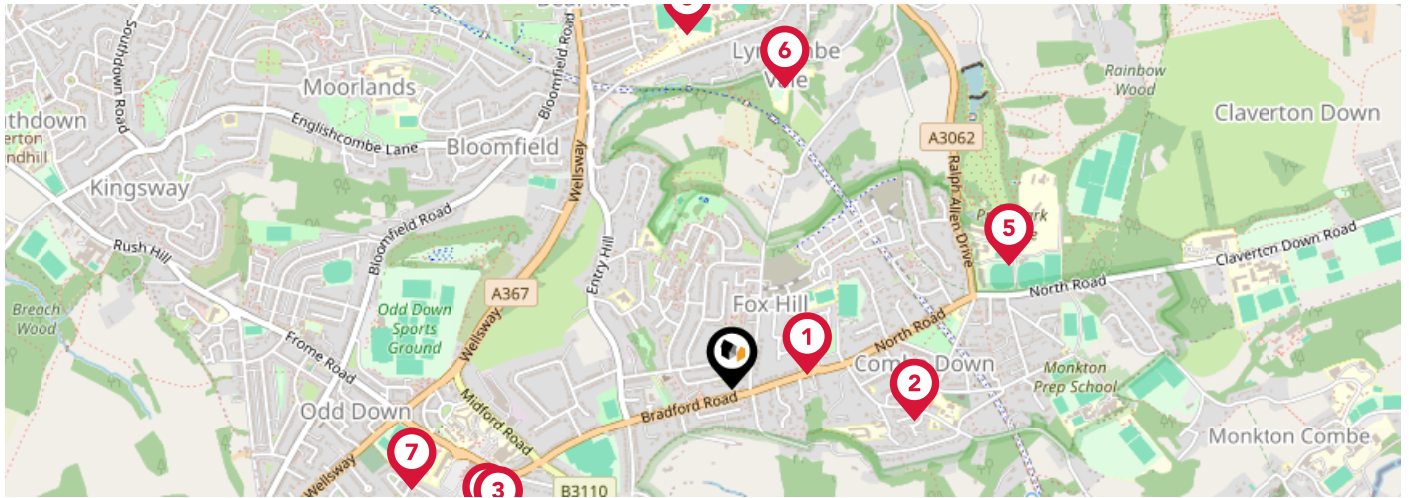 Southdown Road
Bloomfield Road
6
Moorlands
Rainbow
Wood
Claverton Down
Englishcombe Lane
Bloomfield
A3062
Kingsway
Wellsway
Ralph Allen Drive
5
Bloomfield Road
Rush Hill
Entry Hill
Claverton Down Road
North Road
A367
Breach
Wood
Odd Down
Sports
Ground
Fox Hill
1
North Road
Wellsway
Frome Road
Combe Down
2
Monkton
Prep School
Odd Down
Midford Road
Bradford Road
Monkton Combe
7
3
Wellsway
B3110